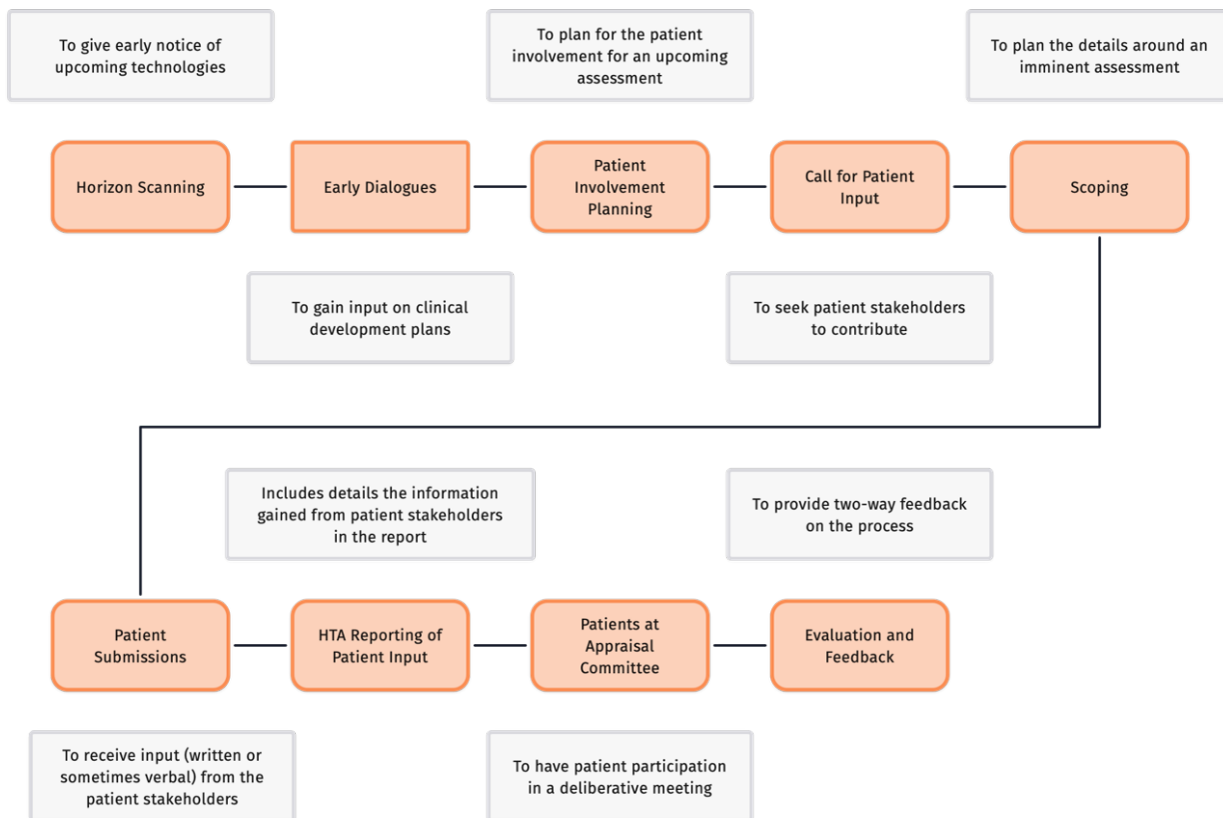 To give early notice of
upcoming technologies
To plan for the patient
involvement for an upcoming
assessment
To plan the details around an
imminent assessment
Horizon Scanning
Early Dialogues
Patient
Involvement
Planning
Call for Patient
Input
Scoping
To gain input on clinical
development plans
To seek patient stakeholders
to contribute
Includes details the information
gained from patient stakeholders
in the report
To provide two-way feedback
on the process
Patient
Submissions
HTA Reporting of
Patient Input
Patients at
Appraisal
Committee
Evaluation and
Feedback
To receive input (written or
sometimes verbal) from the
patient stakeholders
To have patient participation
in a deliberative meeting